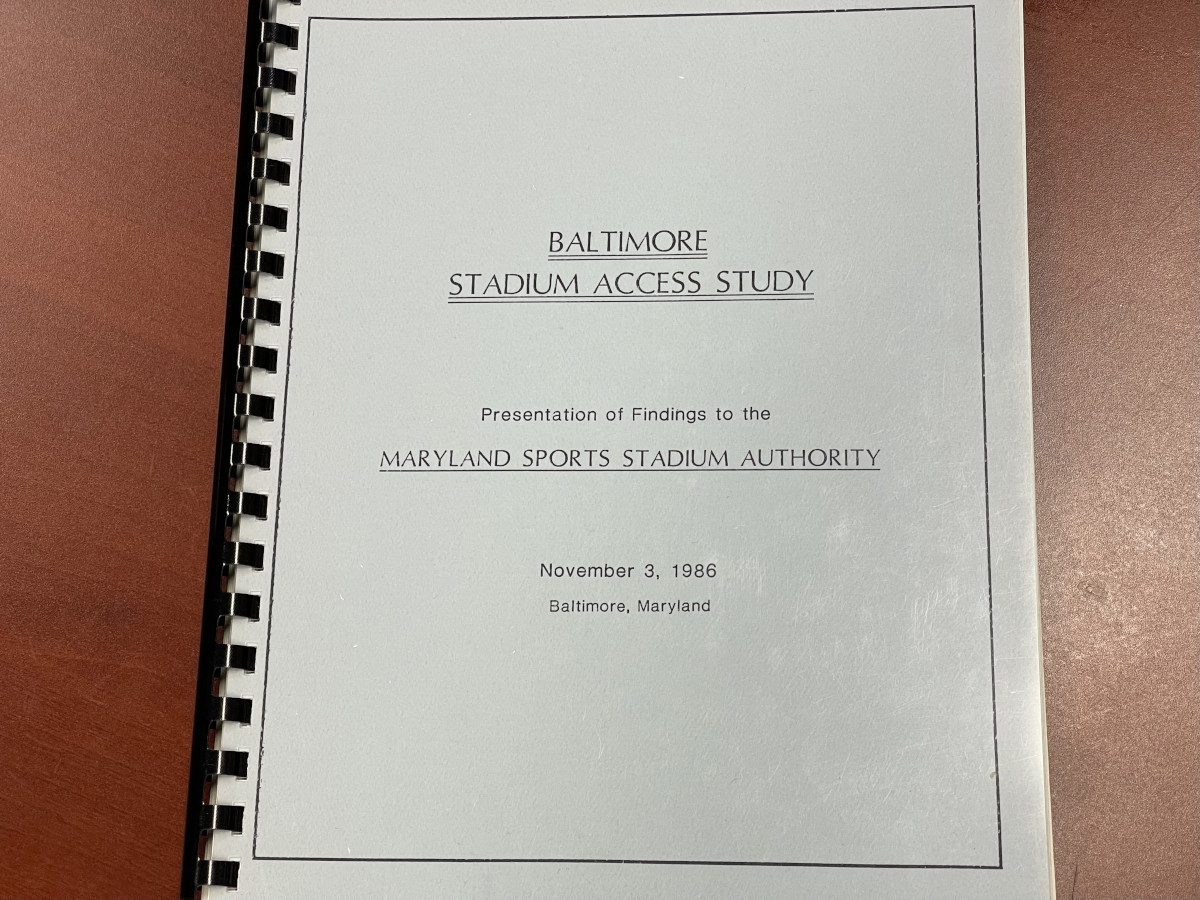 BALTIMORE
STADIUM ACCESS STUDY
Presentation of Findings to the
MARYLAND SPORTS STADIUM AUTHORITY
November 3, 1986
Baltimore, Maryland